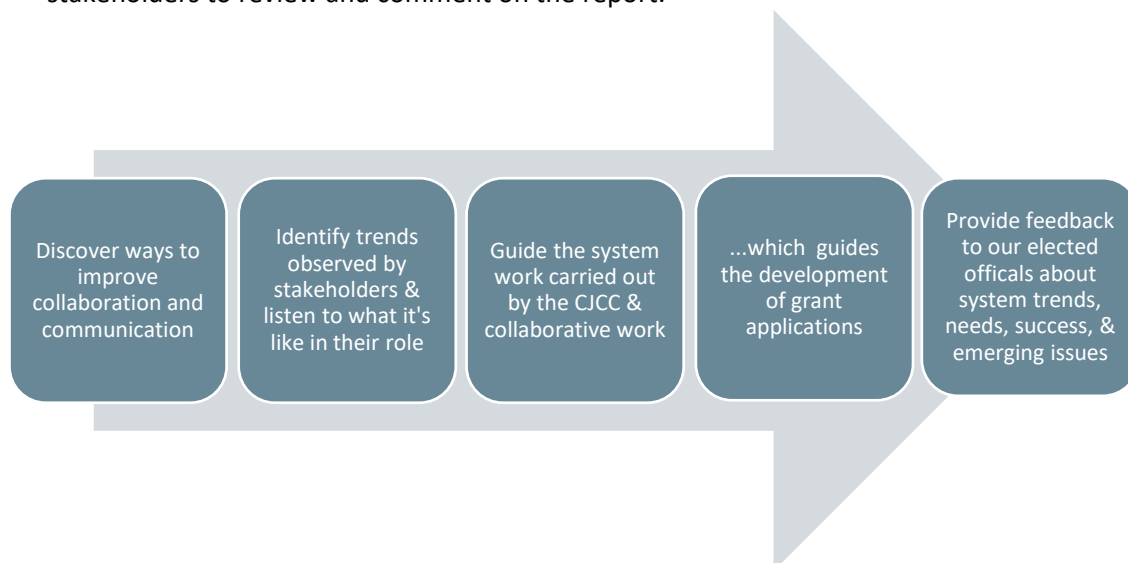 stakeholders to review and comment on the report.
Discover ways to
improve
collaboration and
communication
Identify trends
observed by
stakeholders &
listen to what it's
like in their role
Guide the system
work carried out
by the CJCC &
collaborative work
...which guides
the development
of grant
applications
Provide feedback
to our elected
officals about
system trends,
needs, success, &
emerging issues